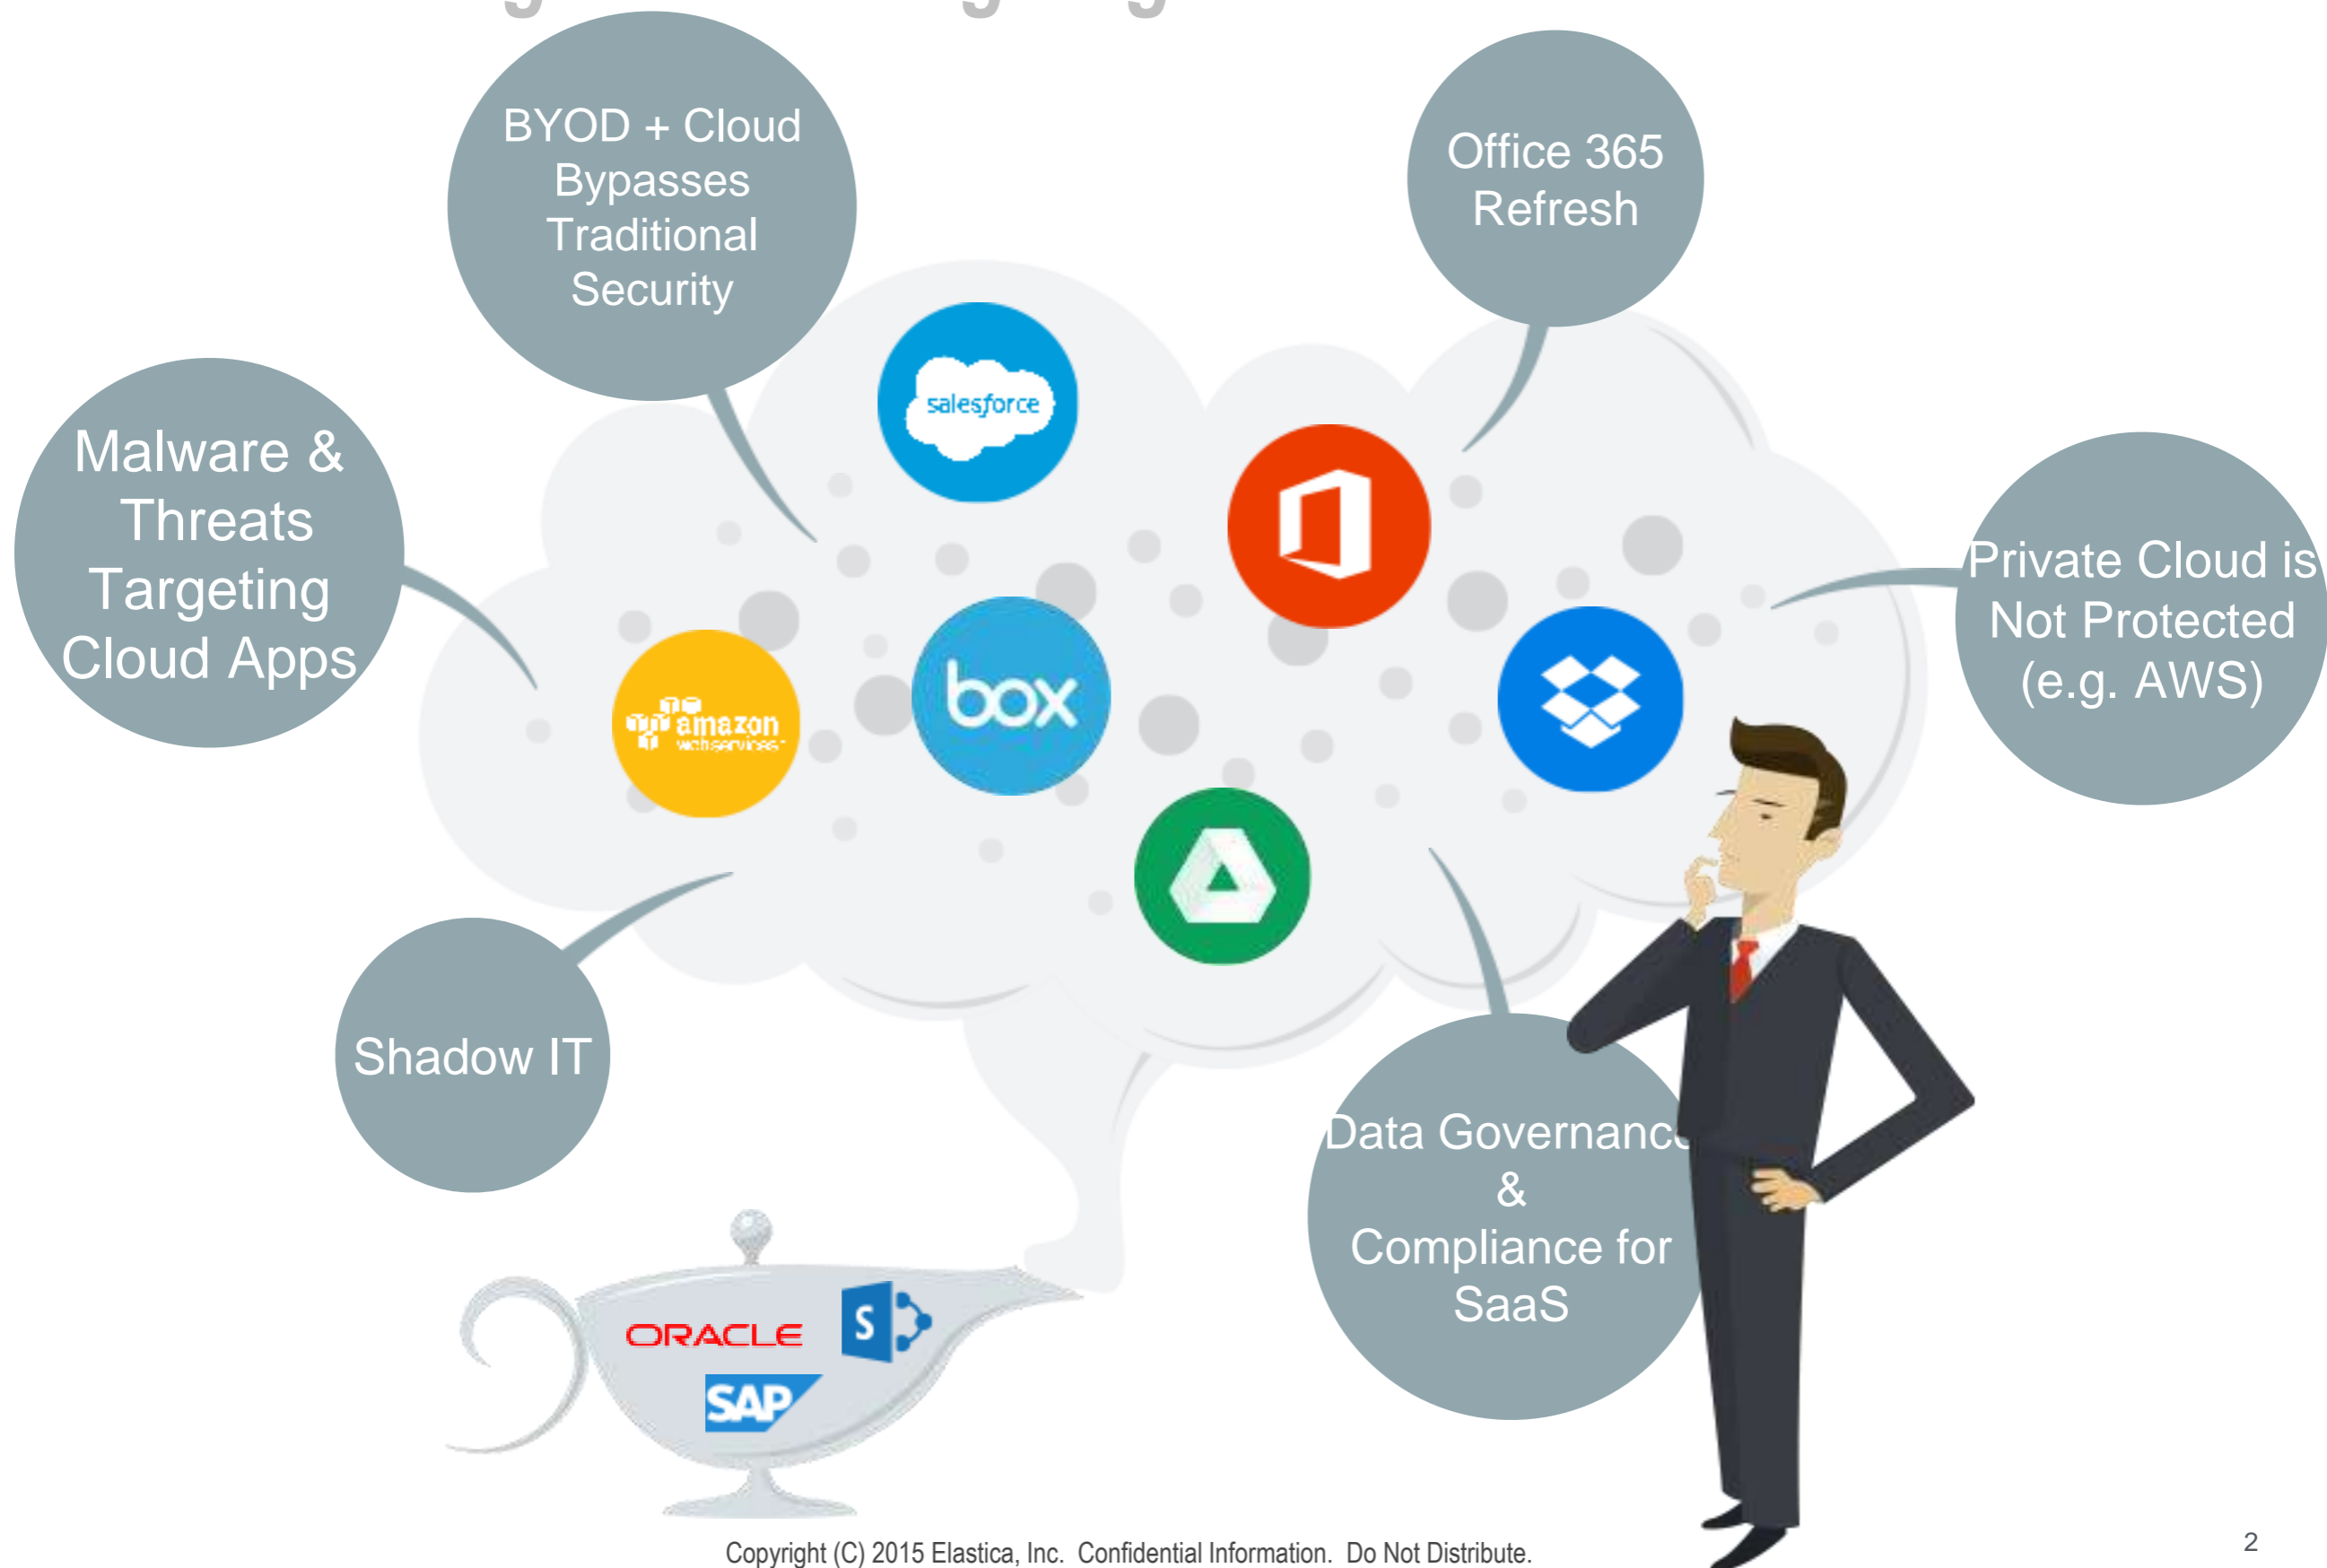 BYOD + Cloud
Bypasses
Traditional
Security
Office 365
Refresh
salesforce
Malware &
Threats
Targeting
Cloud Apps
Private Cloud is
Not Protected
(e.g. AWS)
amazon
webservices
box
Shadow IT
Data Governance
&
Compliance for
SaaS
ORACLE
S
SAP
Copyright (C) 2015 Elastica, Inc. Confidential Information. Do Not Distribute.
2